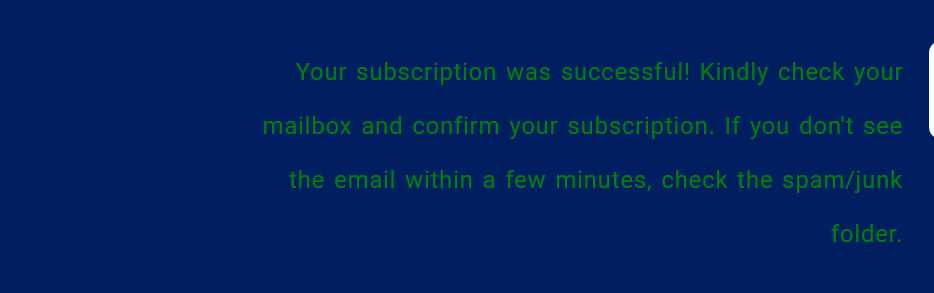 Your subscription was successful! Kindly check your
mailbox and confirm your subscription. If you don't see
the email within a few minutes, check the spam/junk
folder.